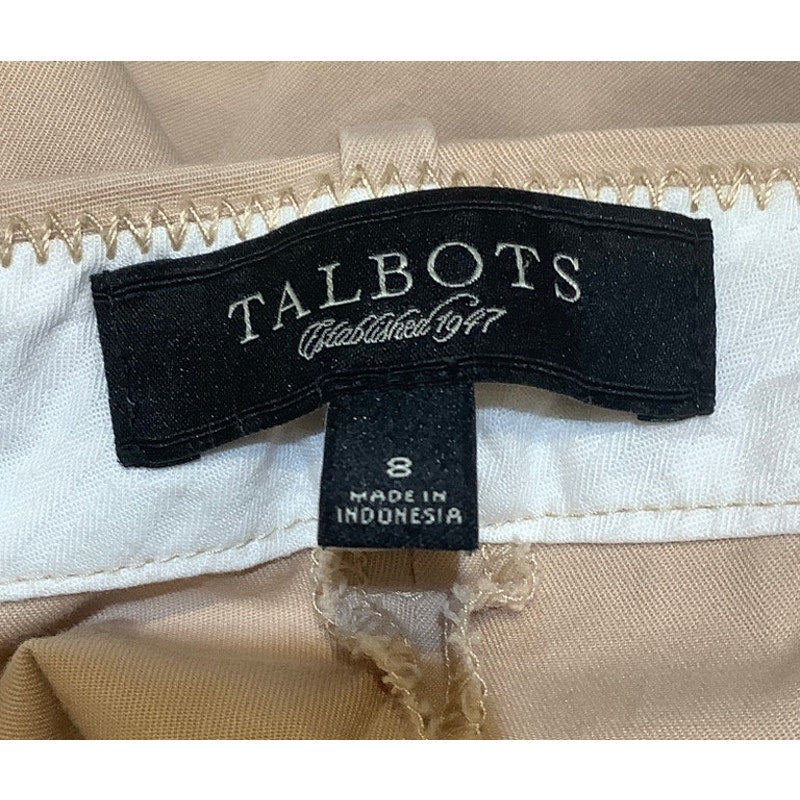 TALBOTS
Established 1947
8
MADE IN
INDONESIA